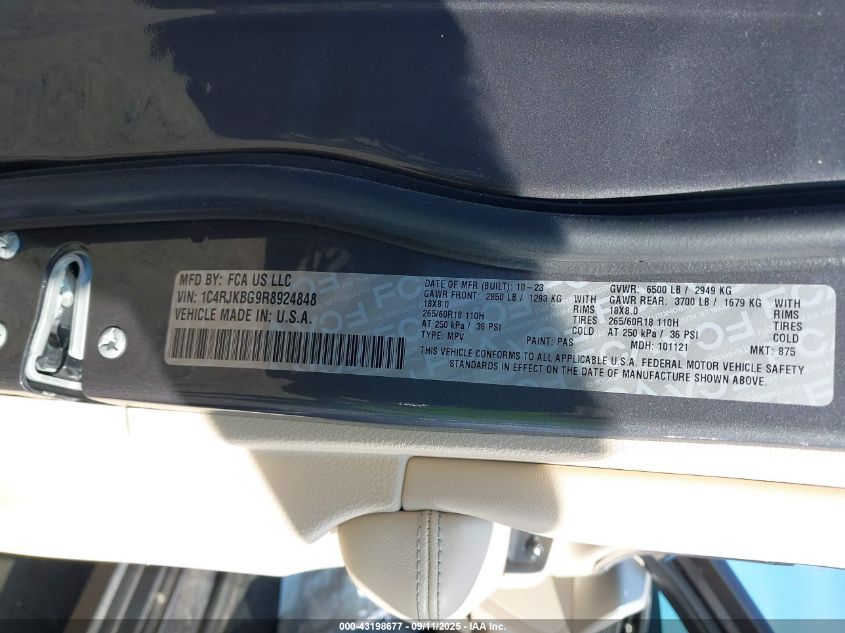 MFD BY: FCA US LLC
VIN: 1C4RJKBG9R8924848
VEHICLE MADE IN U.S.A.
DATE OF MFR (BUILT): 10-23 GVWR: 6500 LB / 2949 KG
GAWR FRONT: 2850 LB / 1293 KG WITH GAWR REAR: 3700 LB / 1679 KG WITH
18X8.0 RIMS 18X8.0 RIMS
265/60R18 110H TIRES 265/60R18 110H TIRES
AT 250 kPa / 36 PSI COLD AT 250 kPa / 36 PSI COLD
TYPE: MPV PAINT: PAS MDH: 101121 MKT: 875
THIS VEHICLE CONFORMS TO ALL APPLICABLE U.S.A. FEDERAL MOTOR VEHICLE SAFETY
STANDARDS IN EFFECT ON THE DATE OF MANUFACTURE SHOWN ABOVE.
000-43198677 - 09/11/2025 - IAA Inc.